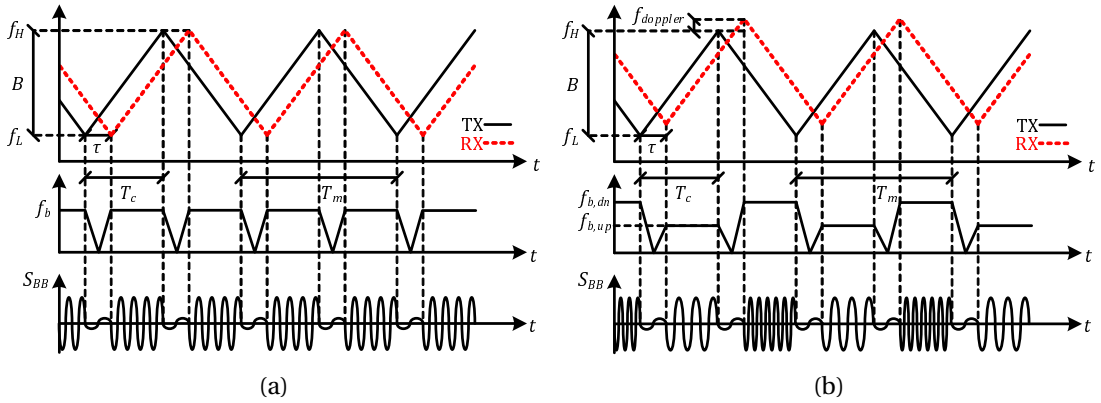 f_H
B
f_L
τ
TX
RX
t
T_c
T_m
f_b
t
S_BB
t
(a)
f_doppler
f_H
B
f_L
τ
TX
RX
t
f_b,dn
T_c
T_m
f_b,up
t
S_BB
t
(b)